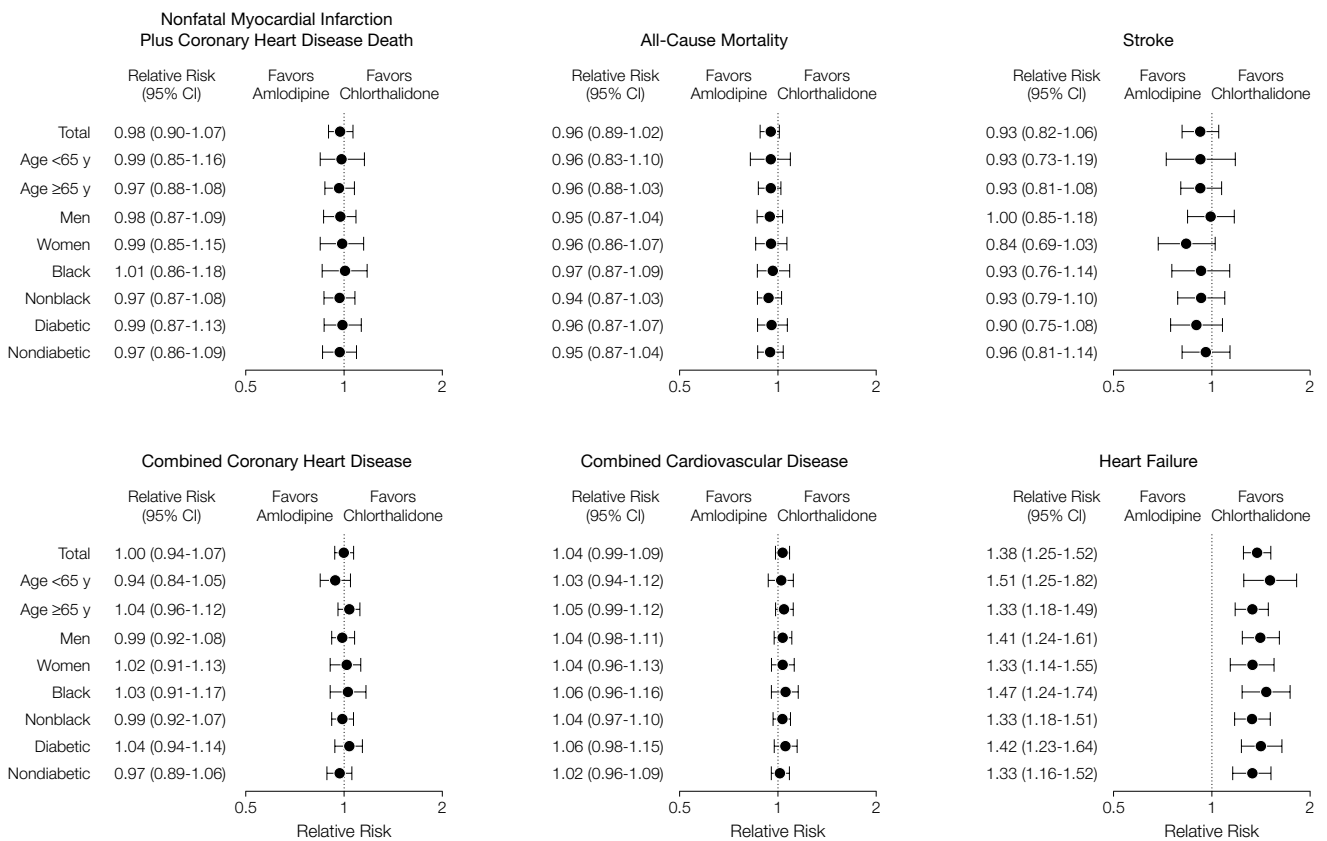 Nonfatal Myocardial Infarction
Plus Coronary Heart Disease Death
Relative Risk Favors Favors
(95% CI) Amlodipine Chlorthalidone
Total 0.98 (0.90-1.07)
Age <65 y 0.99 (0.85-1.16)
Age ≥65 y 0.97 (0.88-1.08)
Men 0.98 (0.87-1.09)
Women 0.99 (0.85-1.15)
Black 1.01 (0.86-1.18)
Nonblack 0.97 (0.87-1.08)
Diabetic 0.99 (0.87-1.13)
Nondiabetic 0.97 (0.86-1.09)
0.5 1 2
All-Cause Mortality
Relative Risk Favors Favors
(95% CI) Amlodipine Chlorthalidone
0.96 (0.89-1.02)
0.96 (0.83-1.10)
0.96 (0.88-1.03)
0.95 (0.87-1.04)
0.96 (0.86-1.07)
0.97 (0.87-1.09)
0.94 (0.87-1.03)
0.96 (0.87-1.07)
0.95 (0.87-1.04)
0.5 1 2
Stroke
Relative Risk Favors Favors
(95% CI) Amlodipine Chlorthalidone
0.93 (0.82-1.06)
0.93 (0.73-1.19)
0.93 (0.81-1.08)
1.00 (0.85-1.18)
0.84 (0.69-1.03)
0.93 (0.76-1.14)
0.93 (0.79-1.10)
0.90 (0.75-1.08)
0.96 (0.81-1.14)
0.5 1 2
Combined Coronary Heart Disease
Relative Risk Favors Favors
(95% CI) Amlodipine Chlorthalidone
Total 1.00 (0.94-1.07)
Age <65 y 0.94 (0.84-1.05)
Age ≥65 y 1.04 (0.96-1.12)
Men 0.99 (0.92-1.08)
Women 1.02 (0.91-1.13)
Black 1.03 (0.91-1.17)
Nonblack 0.99 (0.92-1.07)
Diabetic 1.04 (0.94-1.14)
Nondiabetic 0.97 (0.89-1.06)
0.5 1 2
Relative Risk
Combined Cardiovascular Disease
Relative Risk Favors Favors
(95% CI) Amlodipine Chlorthalidone
1.04 (0.99-1.09)
1.03 (0.94-1.12)
1.05 (0.99-1.12)
1.04 (0.98-1.11)
1.04 (0.96-1.13)
1.06 (0.96-1.16)
1.04 (0.97-1.10)
1.06 (0.98-1.15)
1.02 (0.96-1.09)
0.5 1 2
Relative Risk
Heart Failure
Relative Risk Favors Favors
(95% CI) Amlodipine Chlorthalidone
1.38 (1.25-1.52)
1.51 (1.25-1.82)
1.33 (1.18-1.49)
1.41 (1.24-1.61)
1.33 (1.14-1.55)
1.47 (1.24-1.74)
1.33 (1.18-1.51)
1.42 (1.23-1.64)
1.33 (1.16-1.52)
0.5 1 2
Relative Risk